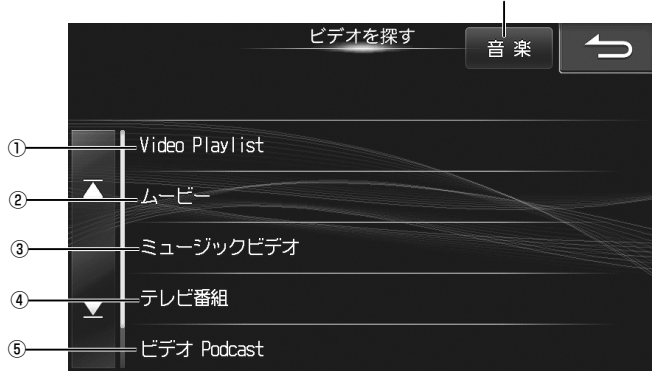 ビデオを探す
音楽
① Video Playlist
② ムービー
③ ミュージックビデオ
④ テレビ番組
⑤ ビデオ Podcast